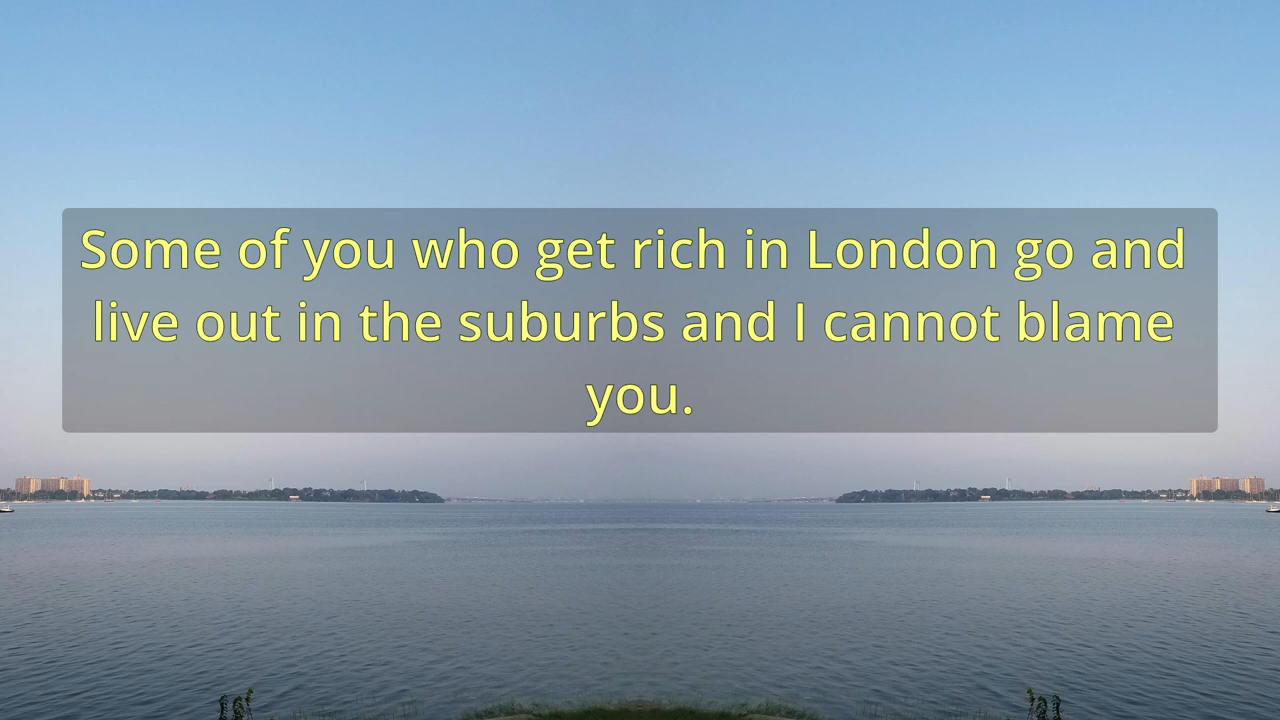 Some of you who get rich in London go and
live out in the suburbs and I cannot blame
you.